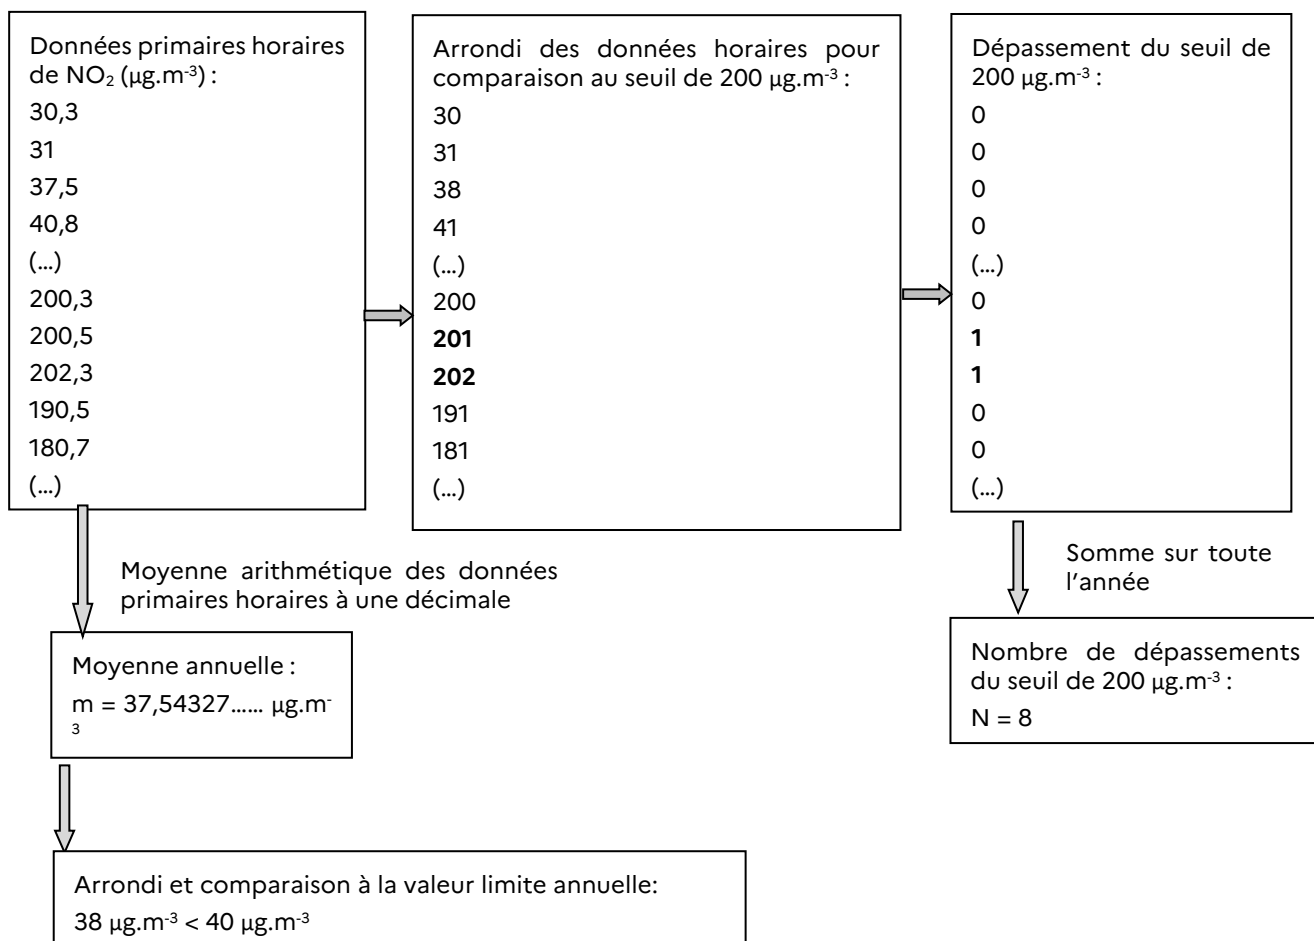 Données primaires horaires
de NO₂ (µg.m⁻³) :
30,3
31
37,5
40,8
(…)
200,3
200,5
202,3
190,5
180,7
(…)
Arrondi des données horaires pour
comparaison au seuil de 200 µg.m⁻³ :
30
31
38
41
(…)
200
201
202
191
181
(…)
Dépassement du seuil de
200 µg.m⁻³ :
0
0
0
0
(…)
0
1
1
0
0
(…)
Moyenne arithmétique des données
primaires horaires à une décimale
Somme sur toute
l’année
Moyenne annuelle :
m = 37,54327…… µg.m⁻
³
Nombre de dépassements
du seuil de 200 µg.m⁻³ :
N = 8
Arrondi et comparaison à la valeur limite annuelle:
38 µg.m⁻³ < 40 µg.m⁻³